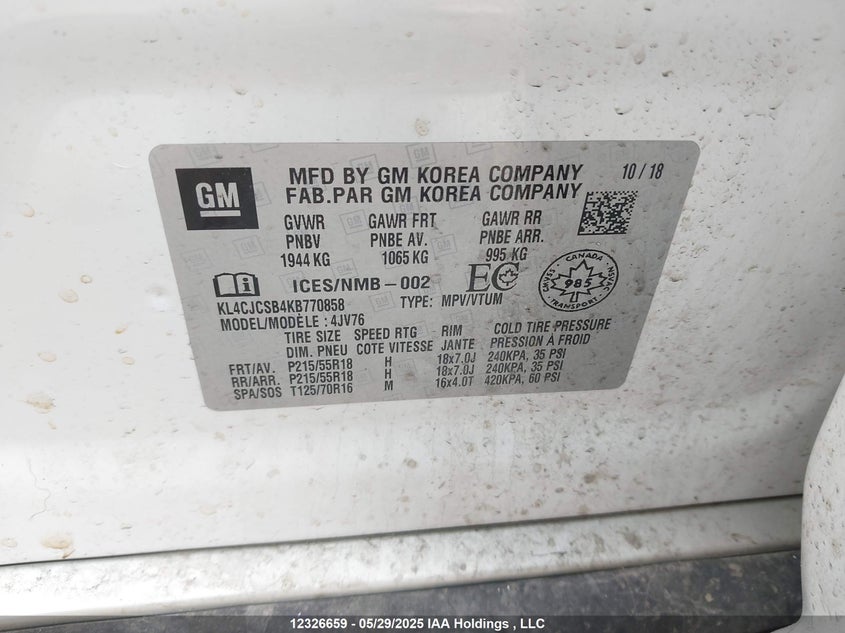 GM
MFD BY GM KOREA COMPANY 10/18
FAB.PAR GM KOREA COMPANY
GVWR GAWR FRT GAWR RR
PNBV PNBE AV. PNBE ARR.
1944 KG 1065 KG 995 KG
ICES/NMB-002 EC
CANADA
CMVSS 985 NSVAC
TRANSPORT
KL4CJCSB4KB770858 TYPE: MPV/VTUM
MODEL/MODÈLE : 4JV76
TIRE SIZE SPEED RTG RIM COLD TIRE PRESSURE
DIM. PNEU COTE VITESSE JANTE PRESSION À FROID
FRT/AV. P215/55R18 H 18x7.0J 240KPA, 35 PSI
RR/ARR. P215/55R18 H 18x7.0J 240KPA, 35 PSI
SPA/SOS T125/70R16 M 16x4.0T 420KPA, 60 PSI
12326659 - 05/29/2025 IAA Holdings , LLC